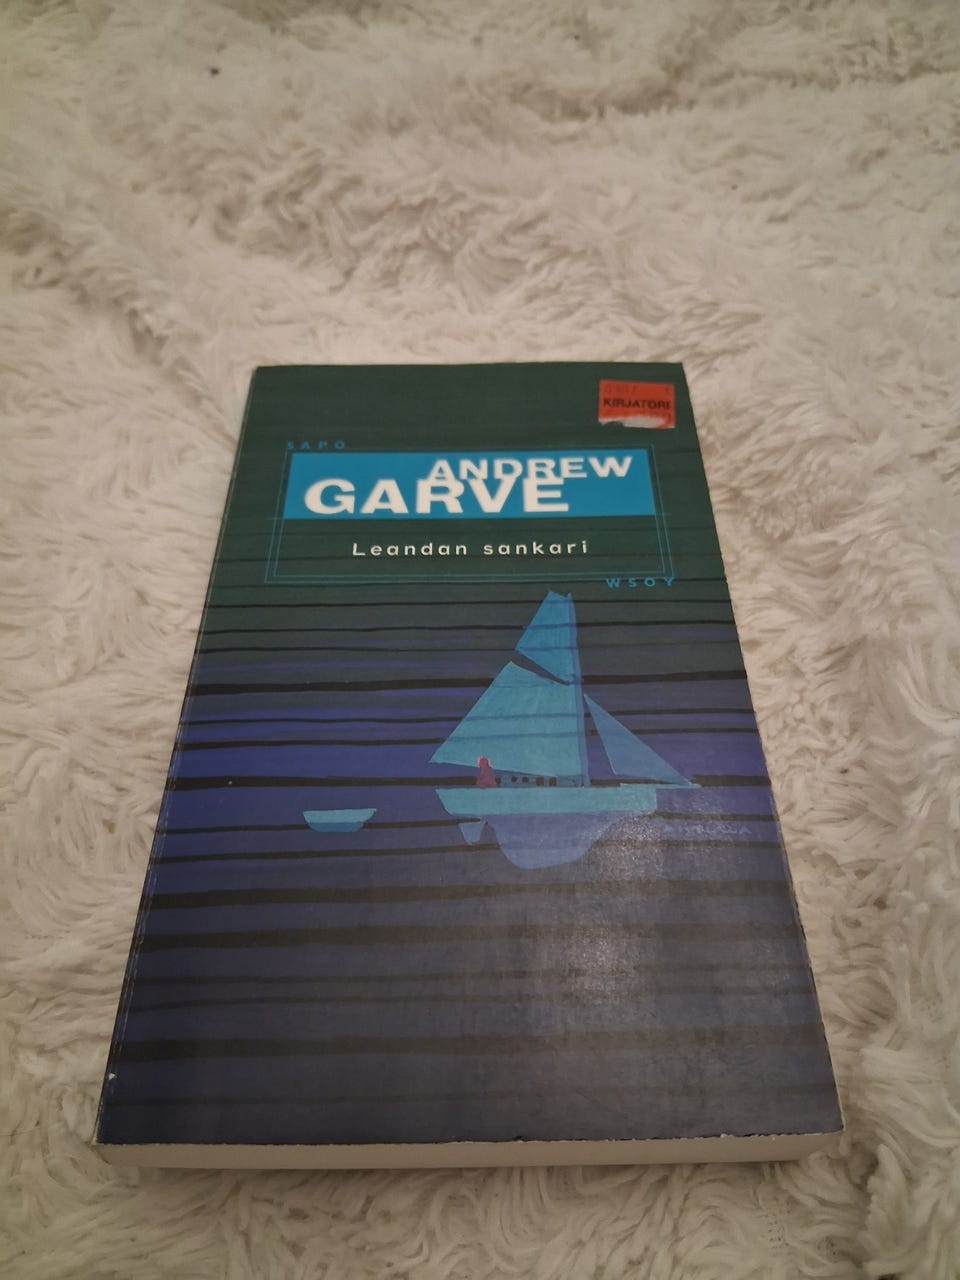 KIRJATORI
SAPO
ANDREW
GARVE
Leandan sankari
WSOY